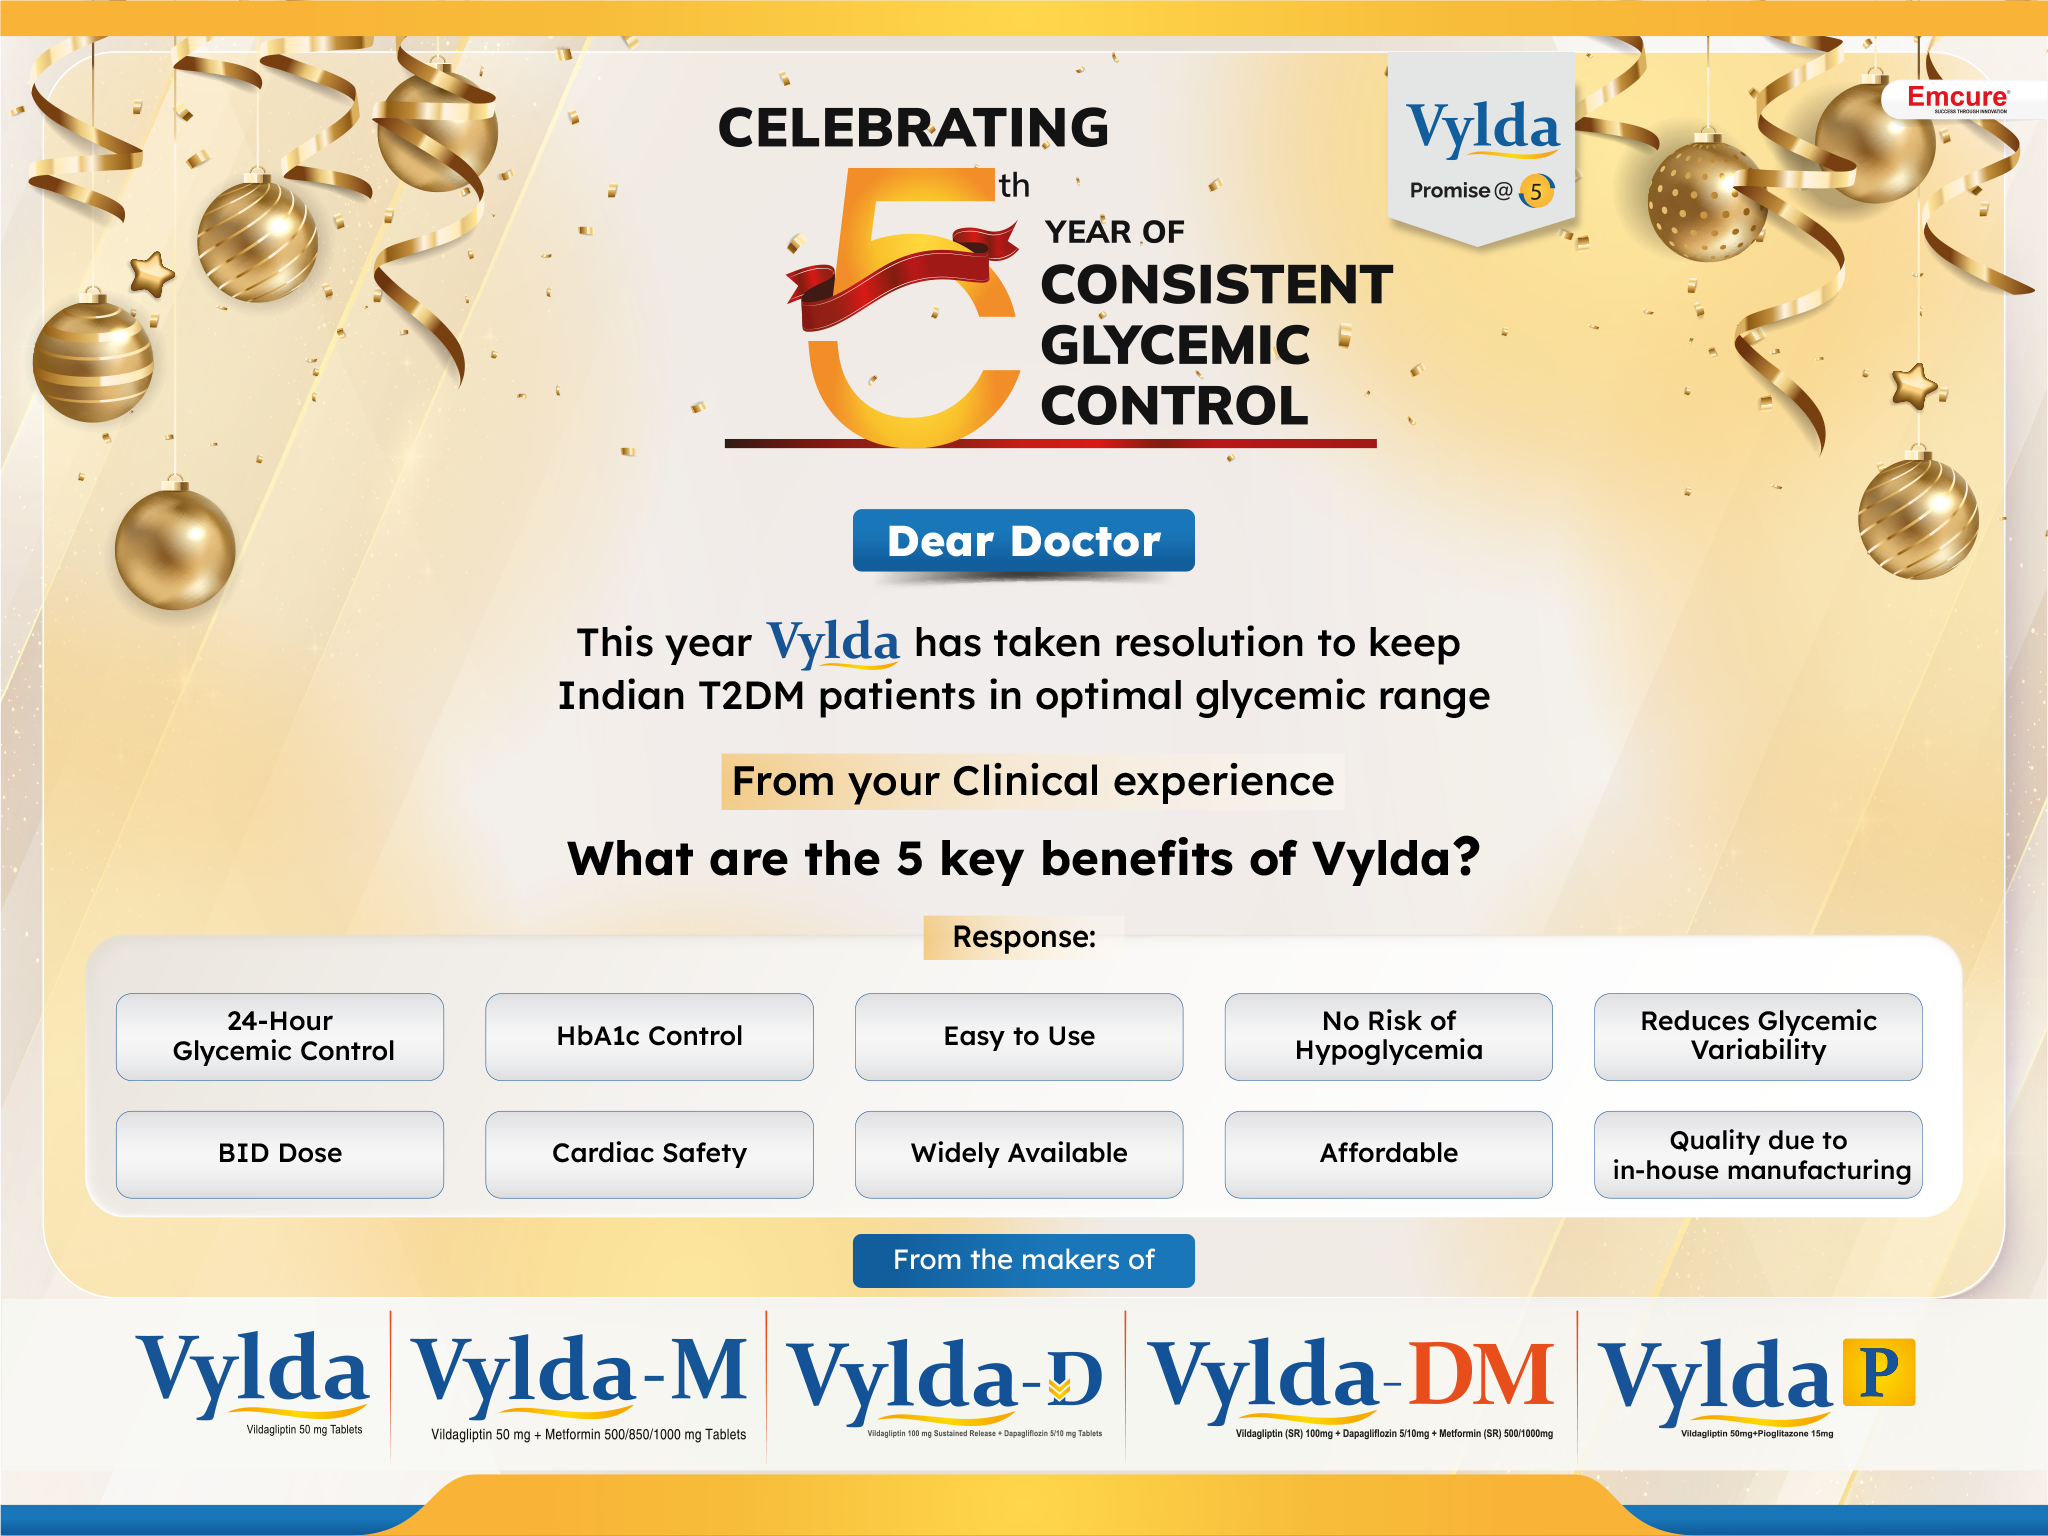 CELEBRATING
5th
YEAR OF
CONSISTENT
GLYCEMIC
CONTROL
Vylda
Promise@ 5
Emcure®
SUCCESS THROUGH INNOVATION
Dear Doctor
This year Vylda has taken resolution to keep
Indian T2DM patients in optimal glycemic range
From your Clinical experience
What are the 5 key benefits of Vylda?
Response:
24-Hour
Glycemic Control
HbA1c Control
Easy to Use
No Risk of
Hypoglycemia
Reduces Glycemic
Variability
BID Dose
Cardiac Safety
Widely Available
Affordable
Quality due to
in-house manufacturing
From the makers of
Vylda
Vildagliptin 50 mg Tablets
Vylda-M
Vildagliptin 50 mg + Metformin 500/850/1000 mg Tablets
Vylda-D
Vildagliptin 100 mg Sustained Release + Dapagliflozin 5/10 mg Tablets
Vylda-DM
Vildagliptin (SR) 100mg + Dapagliflozin 5/10mg + Metformin (SR) 500/1000mg
Vylda P
Vildagliptin 50mg+Pioglitazone 15mg